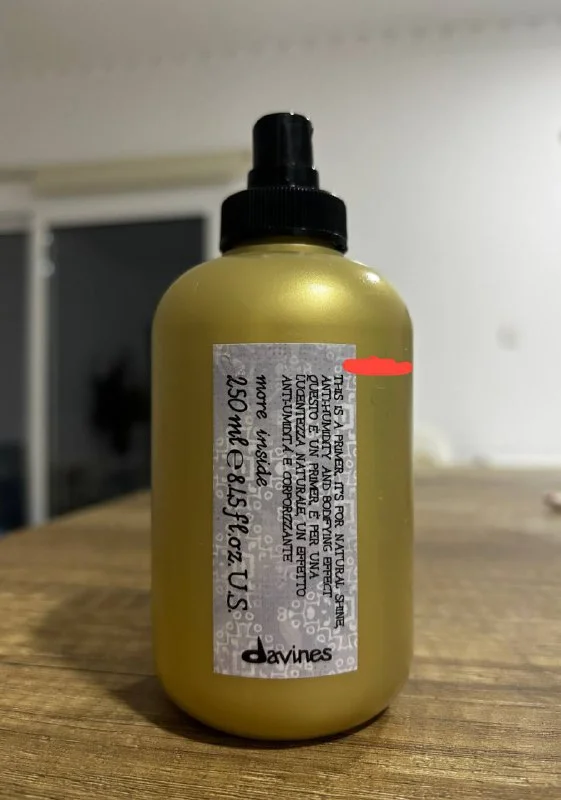 THIS IS A PRIMER. IT'S FOR NATURAL SHINE,
ANTI-HUMIDITY AND BODIFYING EFFECT
QUESTO È UN PRIMER, È PER UNA
LUCENTEZZA NATURALE, UN EFFETTO
ANTI-UMIDITÀ E CORPORIZZANTE
more inside
250 ml ℮ 8.45 fl.oz. U.S.
davines